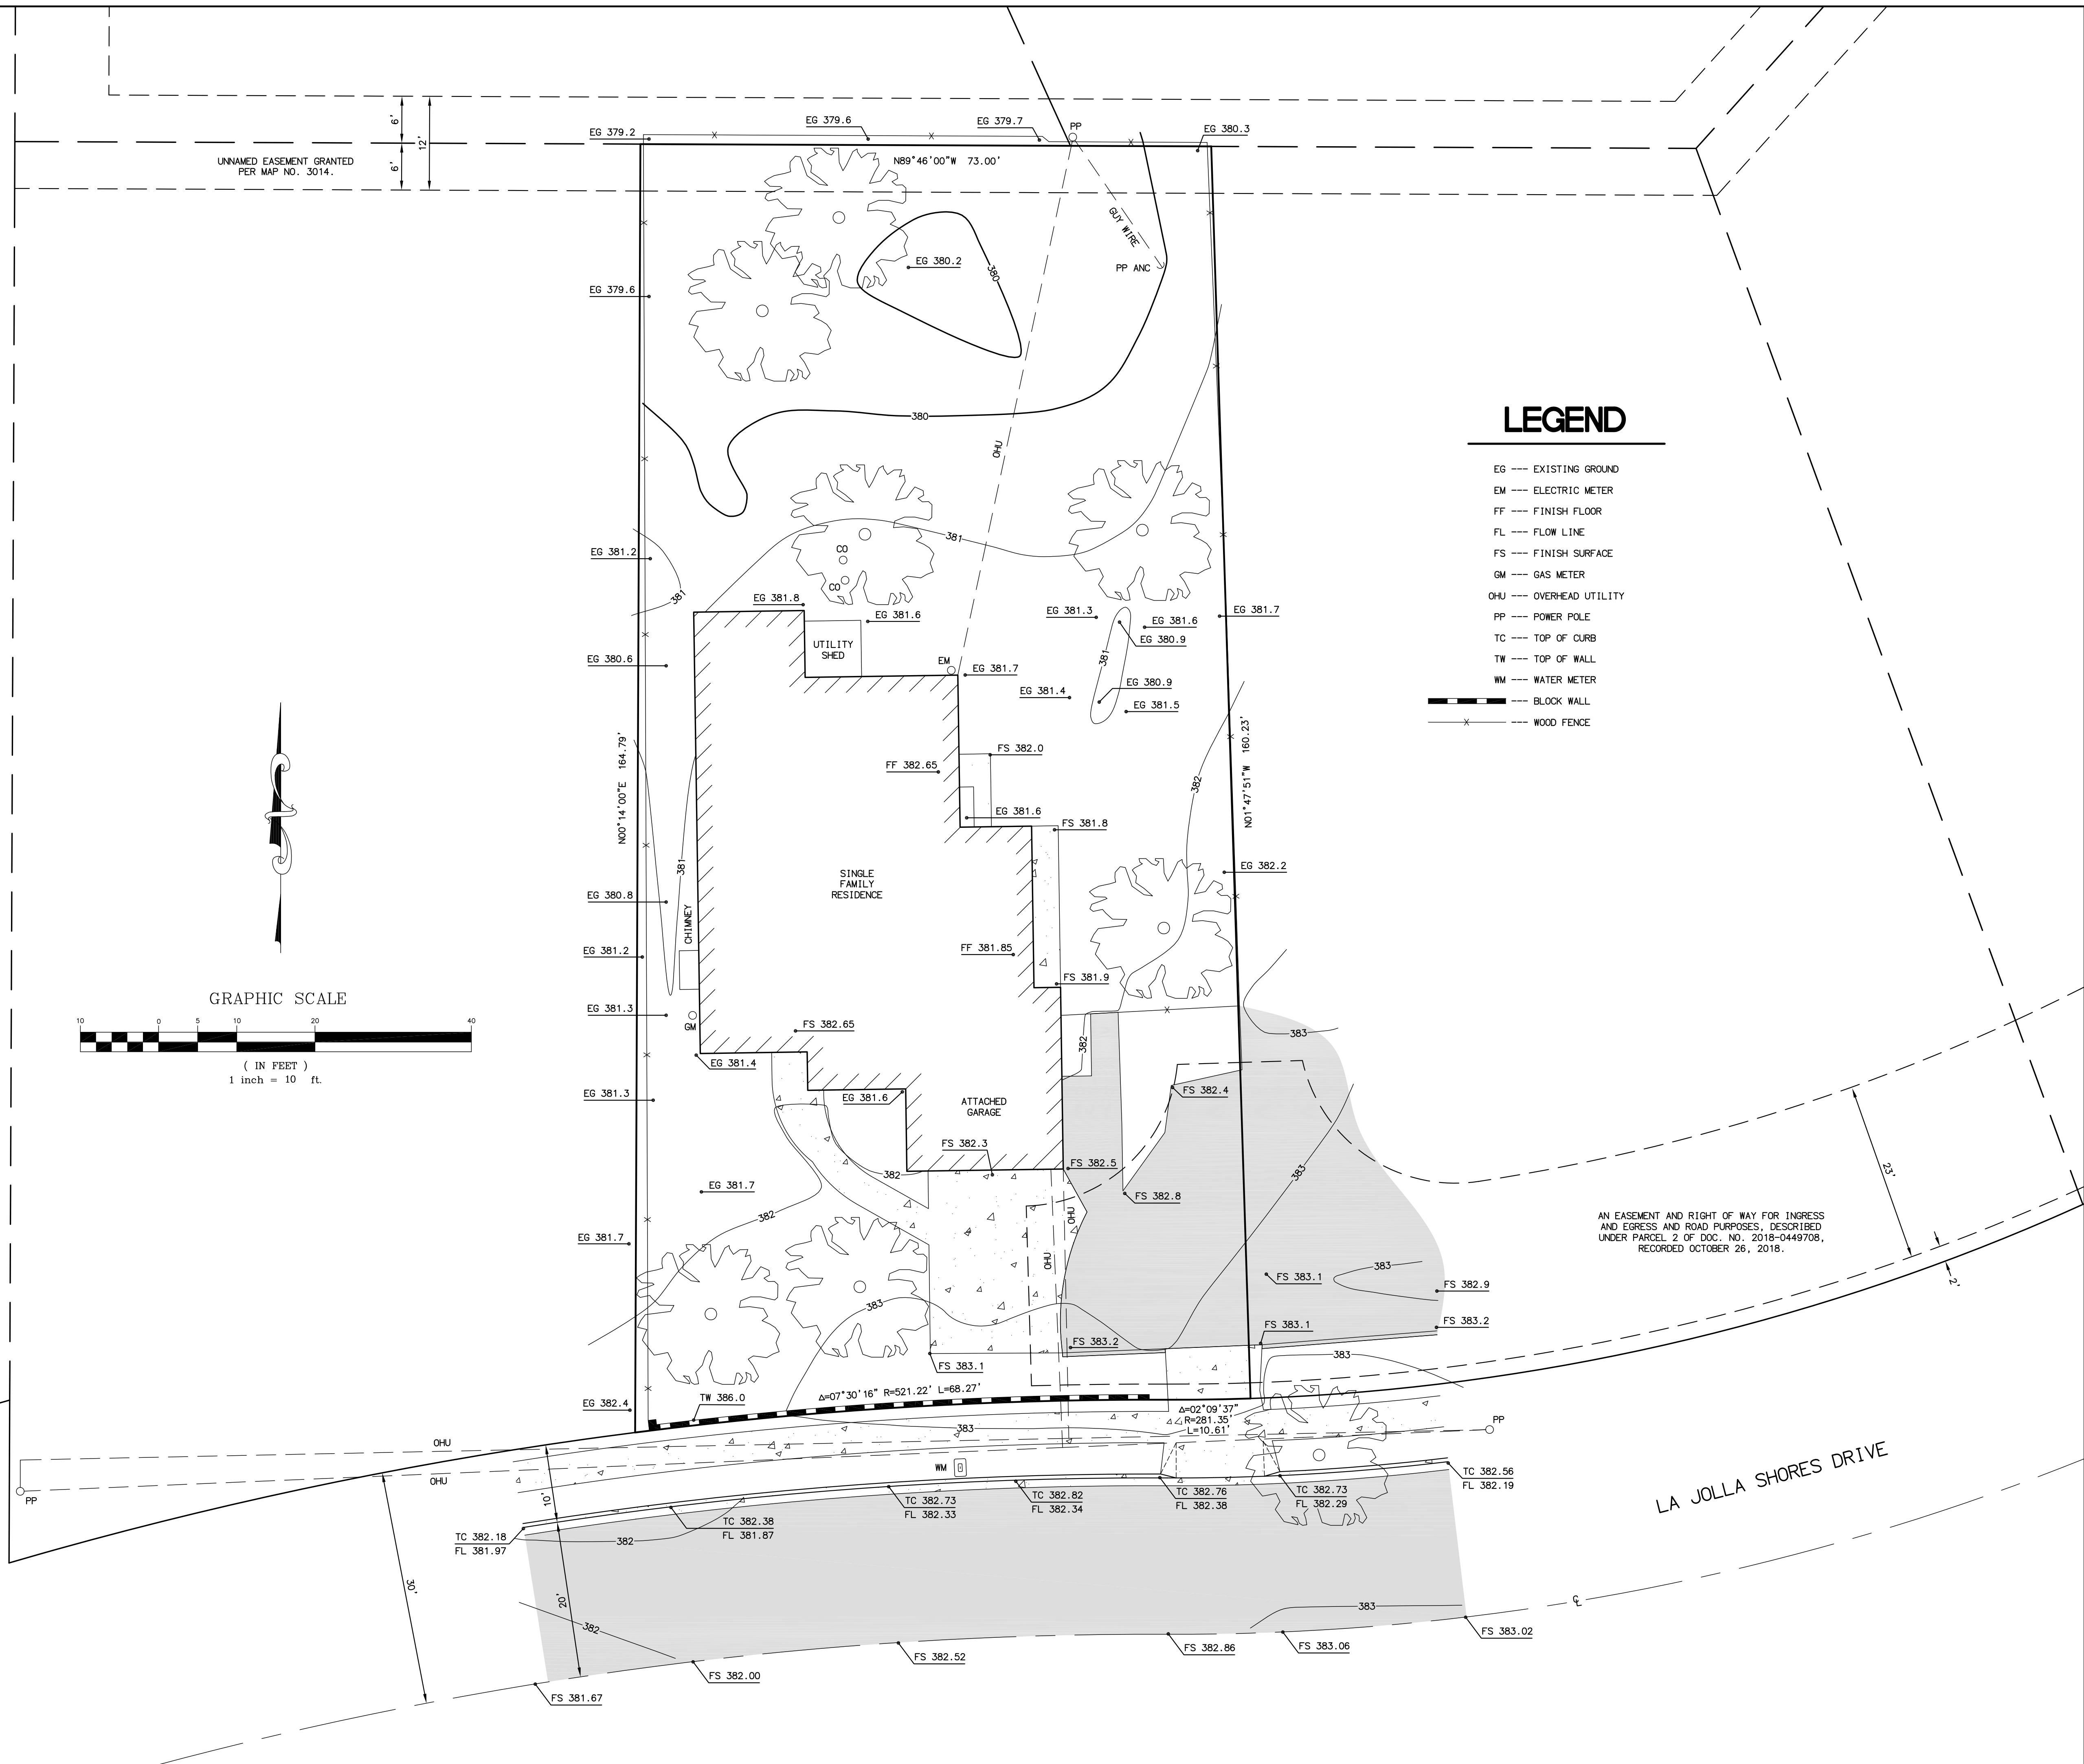 6'
12'
6'
UNNAMED EASEMENT GRANTED
PER MAP NO. 3014.
EG 379.2
EG 379.6
EG 379.7
PP
EG 380.3
N89°46'00"W 73.00'
GUY WIRE
PP ANC
EG 380.2
380
EG 379.6
380
OHU
LEGEND
EG --- EXISTING GROUND
EM --- ELECTRIC METER
FF --- FINISH FLOOR
FL --- FLOW LINE
FS --- FINISH SURFACE
GM --- GAS METER
OHU --- OVERHEAD UTILITY
PP --- POWER POLE
TC --- TOP OF CURB
TW --- TOP OF WALL
WM --- WATER METER
--- BLOCK WALL
X --- WOOD FENCE
381
CO
CO
EG 381.2
381
EG 381.8
EG 381.6
EG 381.3
EG 381.6
EG 381.7
EG 380.9
381
UTILITY
SHED
EG 380.6
EM
EG 381.7
EG 381.4
EG 380.9
EG 381.5
N00°14'00"E 164.79'
N01°47'51"W 160.23'
FS 382.0
FF 382.65
382
EG 381.6
FS 381.8
381
SINGLE
FAMILY
RESIDENCE
EG 382.2
EG 380.8
CHIMNEY
EG 381.2
FF 381.85
FS 381.9
GRAPHIC SCALE
10 0 5 10 20 40
( IN FEET )
1 inch = 10 ft.
EG 381.3
GM
FS 382.65
EG 381.4
382
383
EG 381.3
EG 381.6
ATTACHED
GARAGE
FS 382.4
FS 382.3
382
FS 382.5
383
23'
EG 381.7
FS 382.8
382
OHU
EG 381.7
OHU
AN EASEMENT AND RIGHT OF WAY FOR INGRESS
AND EGRESS AND ROAD PURPOSES, DESCRIBED
UNDER PARCEL 2 OF DOC. NO. 2018-0449708,
RECORDED OCTOBER 26, 2018.
383
FS 383.1
FS 382.9
2'
383
FS 383.1
FS 383.2
FS 383.2
FS 383.1
383
TW 386.0
Δ=07°30'16" R=521.22' L=68.27'
EG 382.4
Δ=02°09'37"
R=281.35'
L=10.61'
383
PP
OHU
OHU
PP
WM
10'
TC 382.56
FL 382.19
TC 382.73
FL 382.29
TC 382.76
FL 382.38
TC 382.82
FL 382.34
TC 382.73
FL 382.33
TC 382.38
FL 381.87
TC 382.18
FL 381.97
382
LA JOLLA SHORES DRIVE
30'
20'
382
383
℄
FS 383.02
FS 383.06
FS 382.86
FS 382.52
FS 382.00
FS 381.67